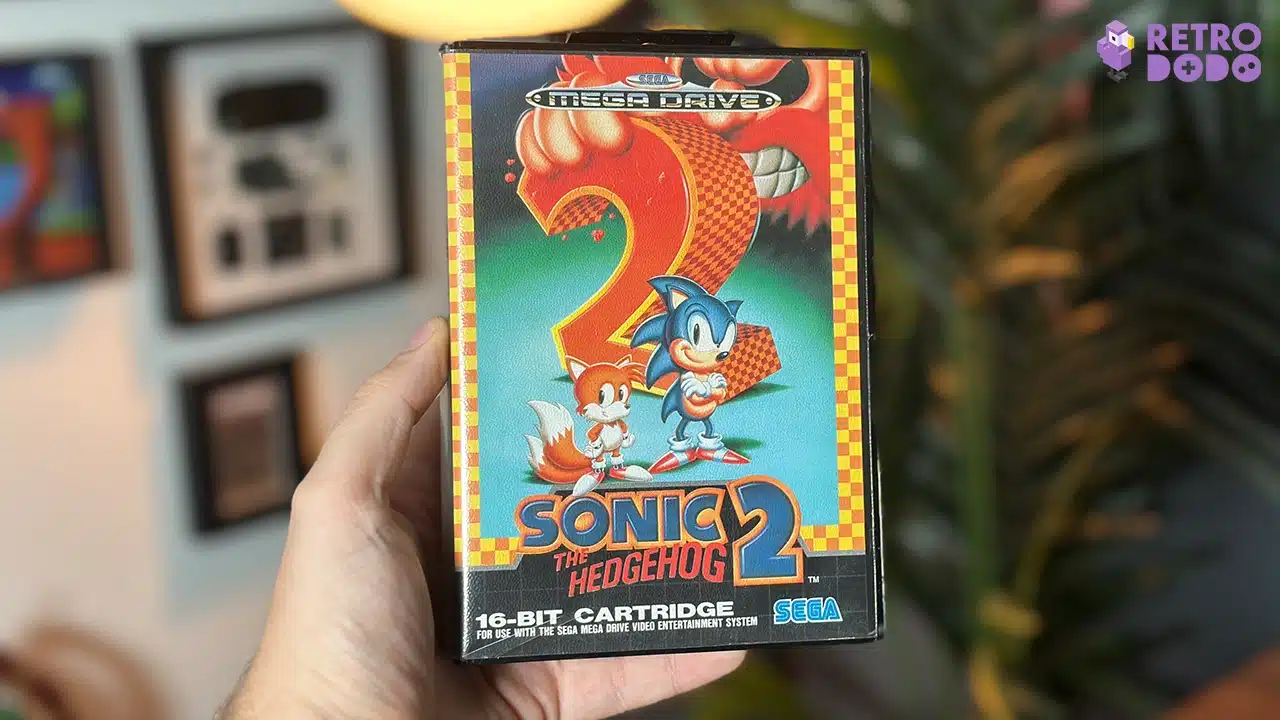 RETRO
DODO
SEGA
MEGA DRIVE
2
SONIC
THE
HEDGEHOG
2
TM
16-BIT CARTRIDGE
FOR USE WITH THE SEGA MEGA DRIVE VIDEO ENTERTAINMENT SYSTEM
SEGA